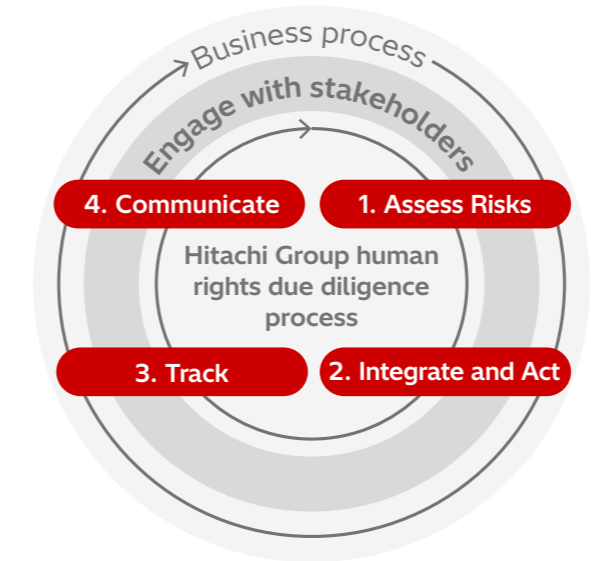 Business process
Engage with stakeholders
4. Communicate
1. Assess Risks
Hitachi Group human
rights due diligence
process
3. Track
2. Integrate and Act